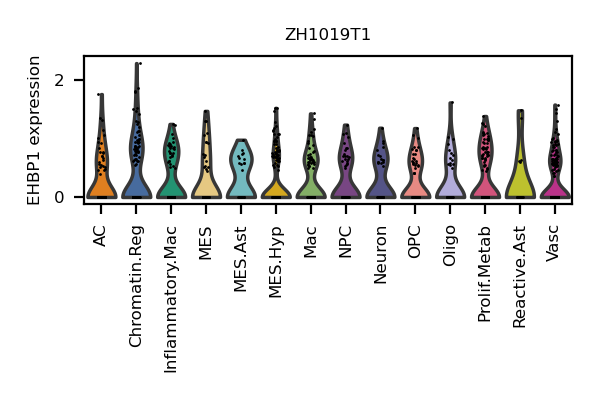 ZH1019T1
EHBP1 expression
2
0
AC
Chromatin.Reg
Inflammatory.Mac
MES
MES.Ast
MES.Hyp
Mac
NPC
Neuron
OPC
Oligo
Prolif.Metab
Reactive.Ast
Vasc